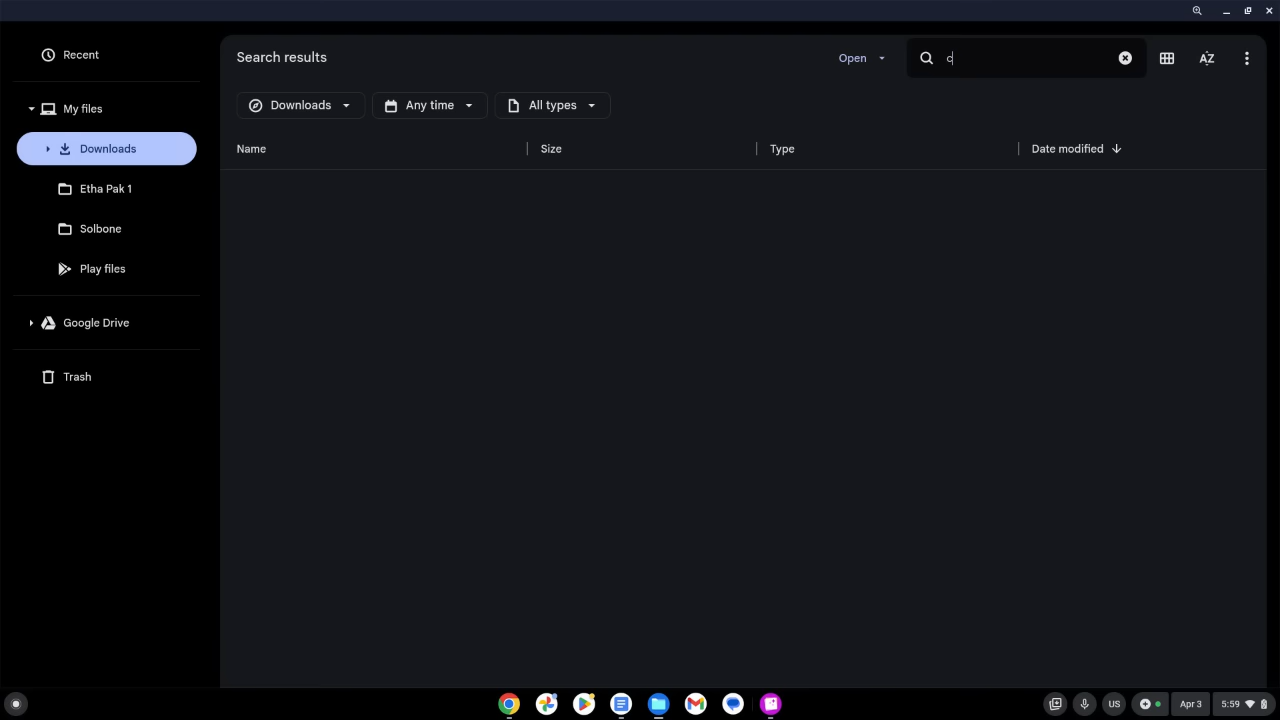 Recent
My files
Downloads
Etha Pak 1
Solbone
Play files
Google Drive
Trash
Search results
Open
c
Downloads
Any time
All types
Name
Size
Type
Date modified
US
Apr 3
5:59